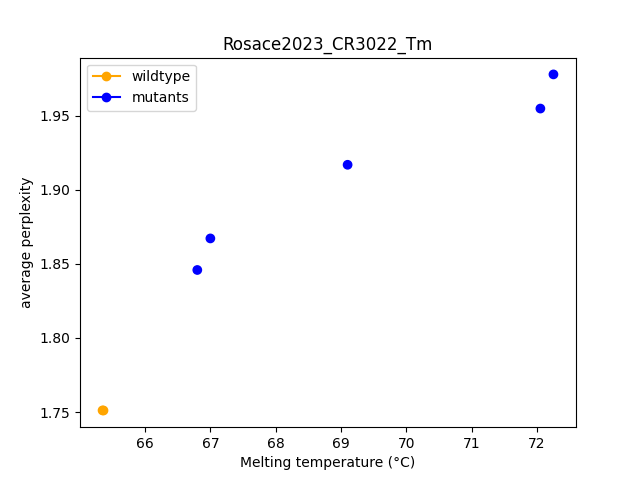 Rosace2023_CR3022_Tm
wildtype
mutants
average perplexity
1.95
1.90
1.85
1.80
1.75
66 67 68 69 70 71 72
Melting temperature (°C)